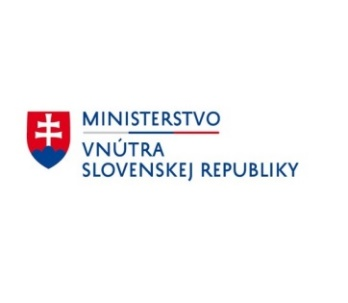 MINISTERSTVO
VNÚTRA
SLOVENSKEJ REPUBLIKY